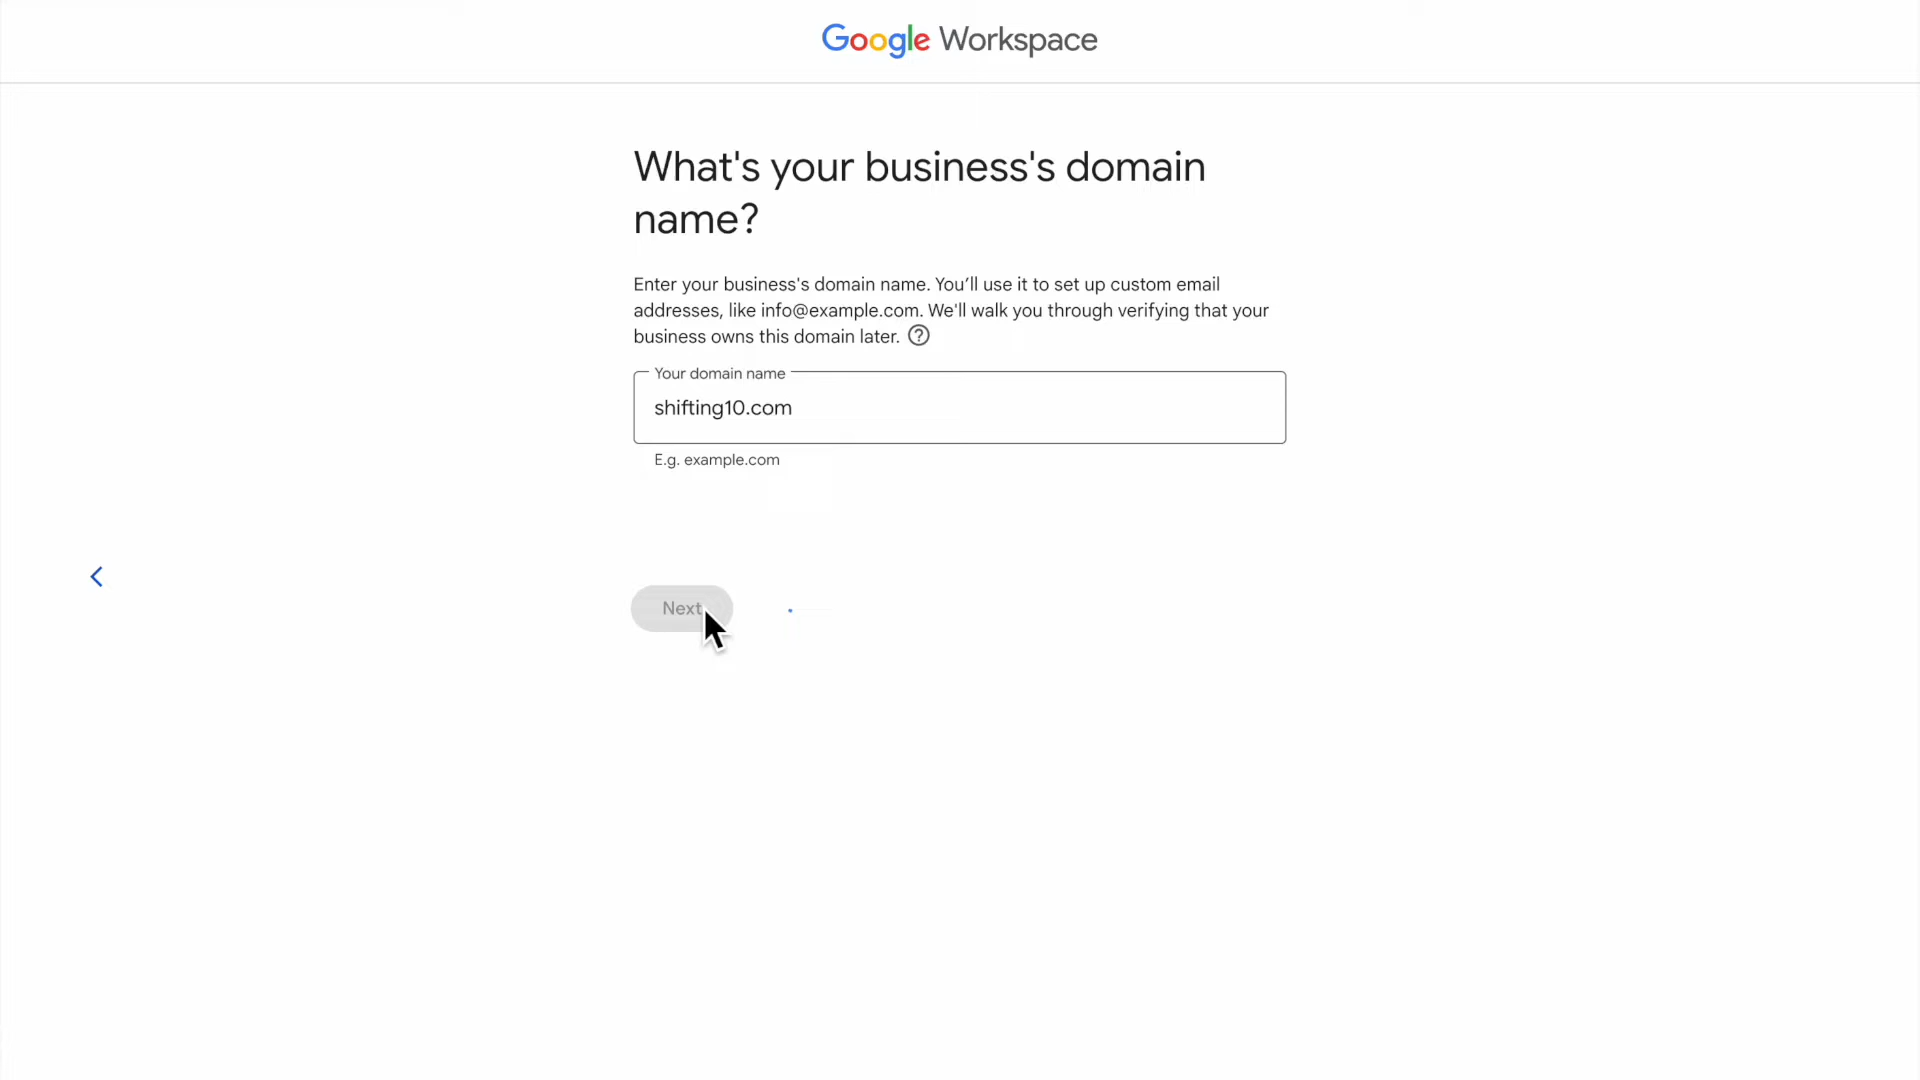 Google Workspace
What's your business's domain
name?
Enter your business's domain name. You’ll use it to set up custom email
addresses, like info@example.com. We'll walk you through verifying that your
business owns this domain later. ?
Your domain name
shifting10.com
E.g. example.com
Next